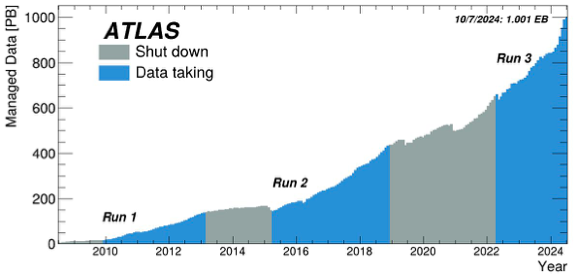 ATLAS
10/7/2024: 1.001 EB
Shut down
Data taking
Managed Data [PB]
1000
800
600
400
200
0
Run 1
Run 2
Run 3
2010 2012 2014 2016 2018 2020 2022 2024
Year